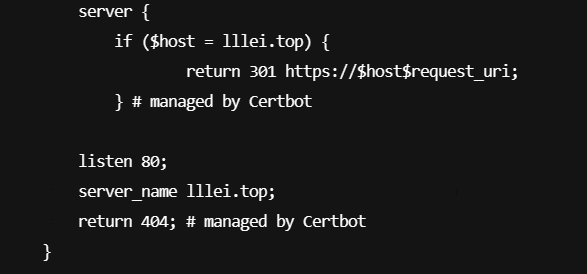 server {
if ($host = lllei.top) {
return 301 https://$host$request_uri;
} # managed by Certbot
listen 80;
server_name lllei.top;
return 404; # managed by Certbot
}